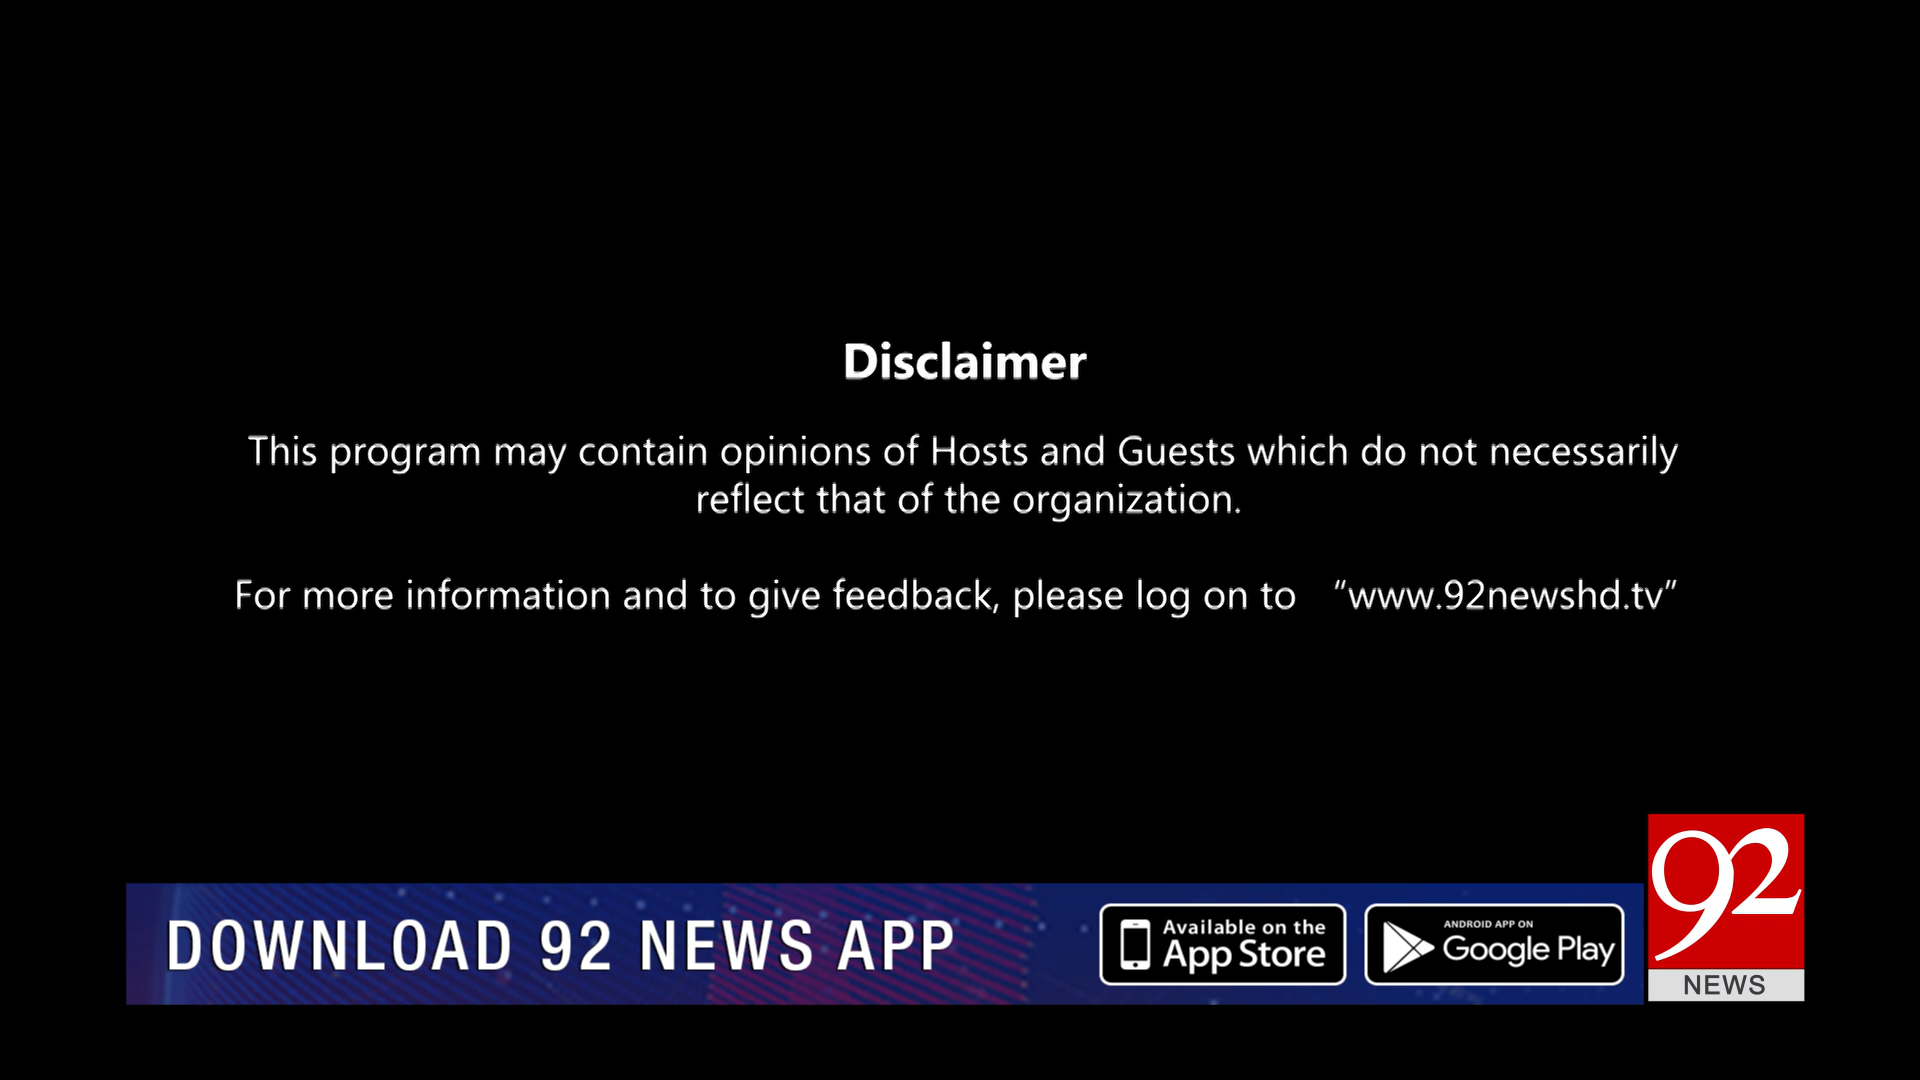 Disclaimer
This program may contain opinions of Hosts and Guests which do not necessarily
reflect that of the organization.
For more information and to give feedback, please log on to “www.92newshd.tv”
DOWNLOAD 92 NEWS APP
Available on the
App Store
ANDROID APP ON
Google Play
92
NEWS